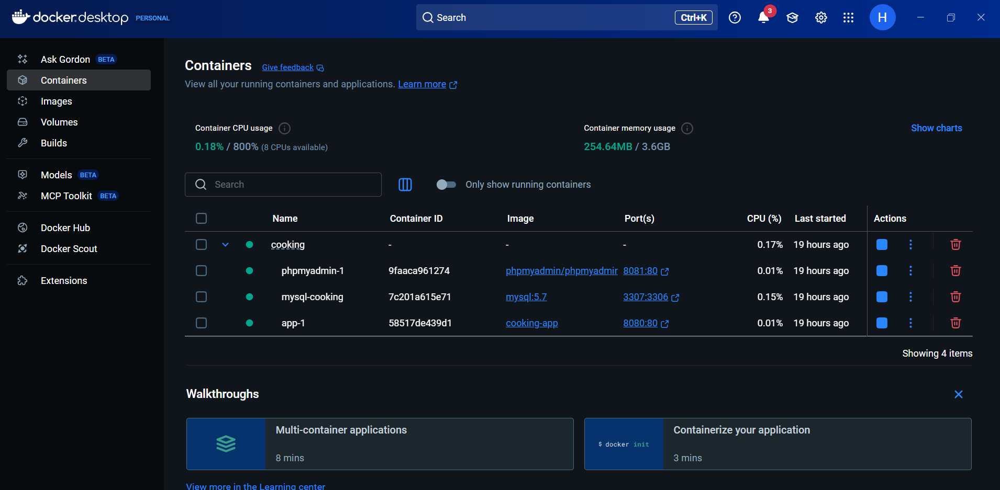 docker.desktop PERSONAL
Search Ctrl+K
3
H
Ask Gordon BETA
Containers
Images
Volumes
Builds
Models BETA
MCP Toolkit BETA
Docker Hub
Docker Scout
Extensions
Containers Give feedback
View all your running containers and applications. Learn more
Container CPU usage
0.18% / 800% (8 CPUs available)
Container memory usage
254.64MB / 3.6GB
Show charts
Search
Only show running containers
Name Container ID Image Port(s) CPU (%) Last started Actions
cooking - - - 0.17% 19 hours ago
phpmyadmin-1 9faaca961274 phpmyadmin/phpmyadmir 8081:80 0.01% 19 hours ago
mysql-cooking 7c201a615e71 mysql:5.7 3307:3306 0.15% 19 hours ago
app-1 58517de439d1 cooking-app 8080:80 0.01% 19 hours ago
Showing 4 items
Walkthroughs
Multi-container applications
8 mins
$ docker init
Containerize your application
3 mins
View more in the Learning center